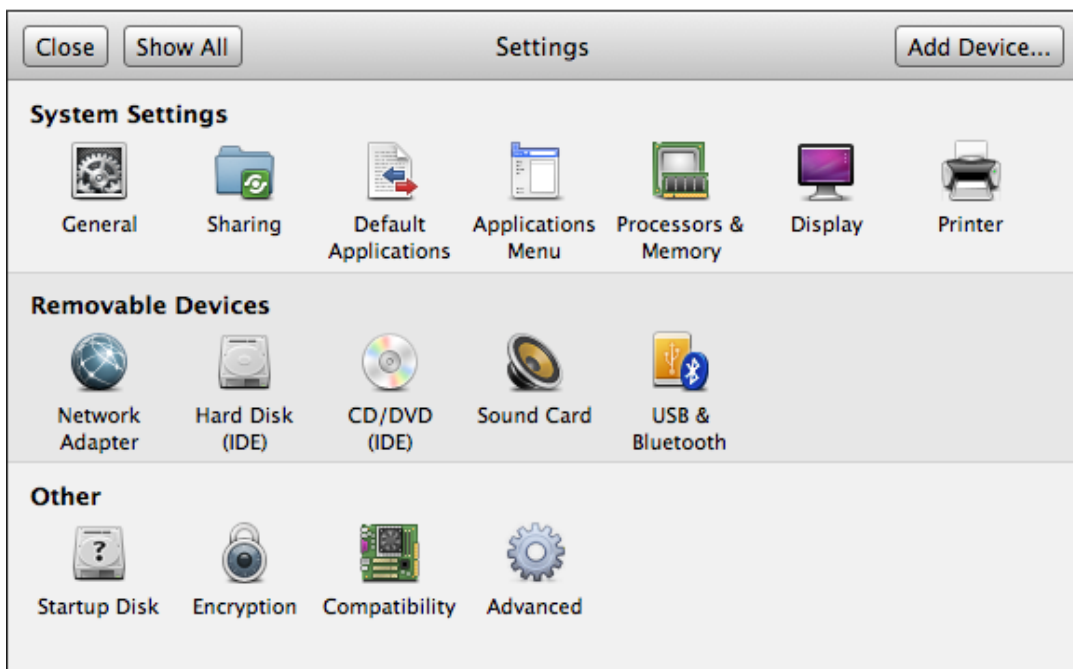 Close Show All Settings Add Device...
System Settings
General Sharing Default Applications Applications Menu Processors & Memory Display Printer
Removable Devices
Network Adapter Hard Disk (IDE) CD/DVD (IDE) Sound Card USB & Bluetooth
Other
?
Startup Disk Encryption Compatibility Advanced